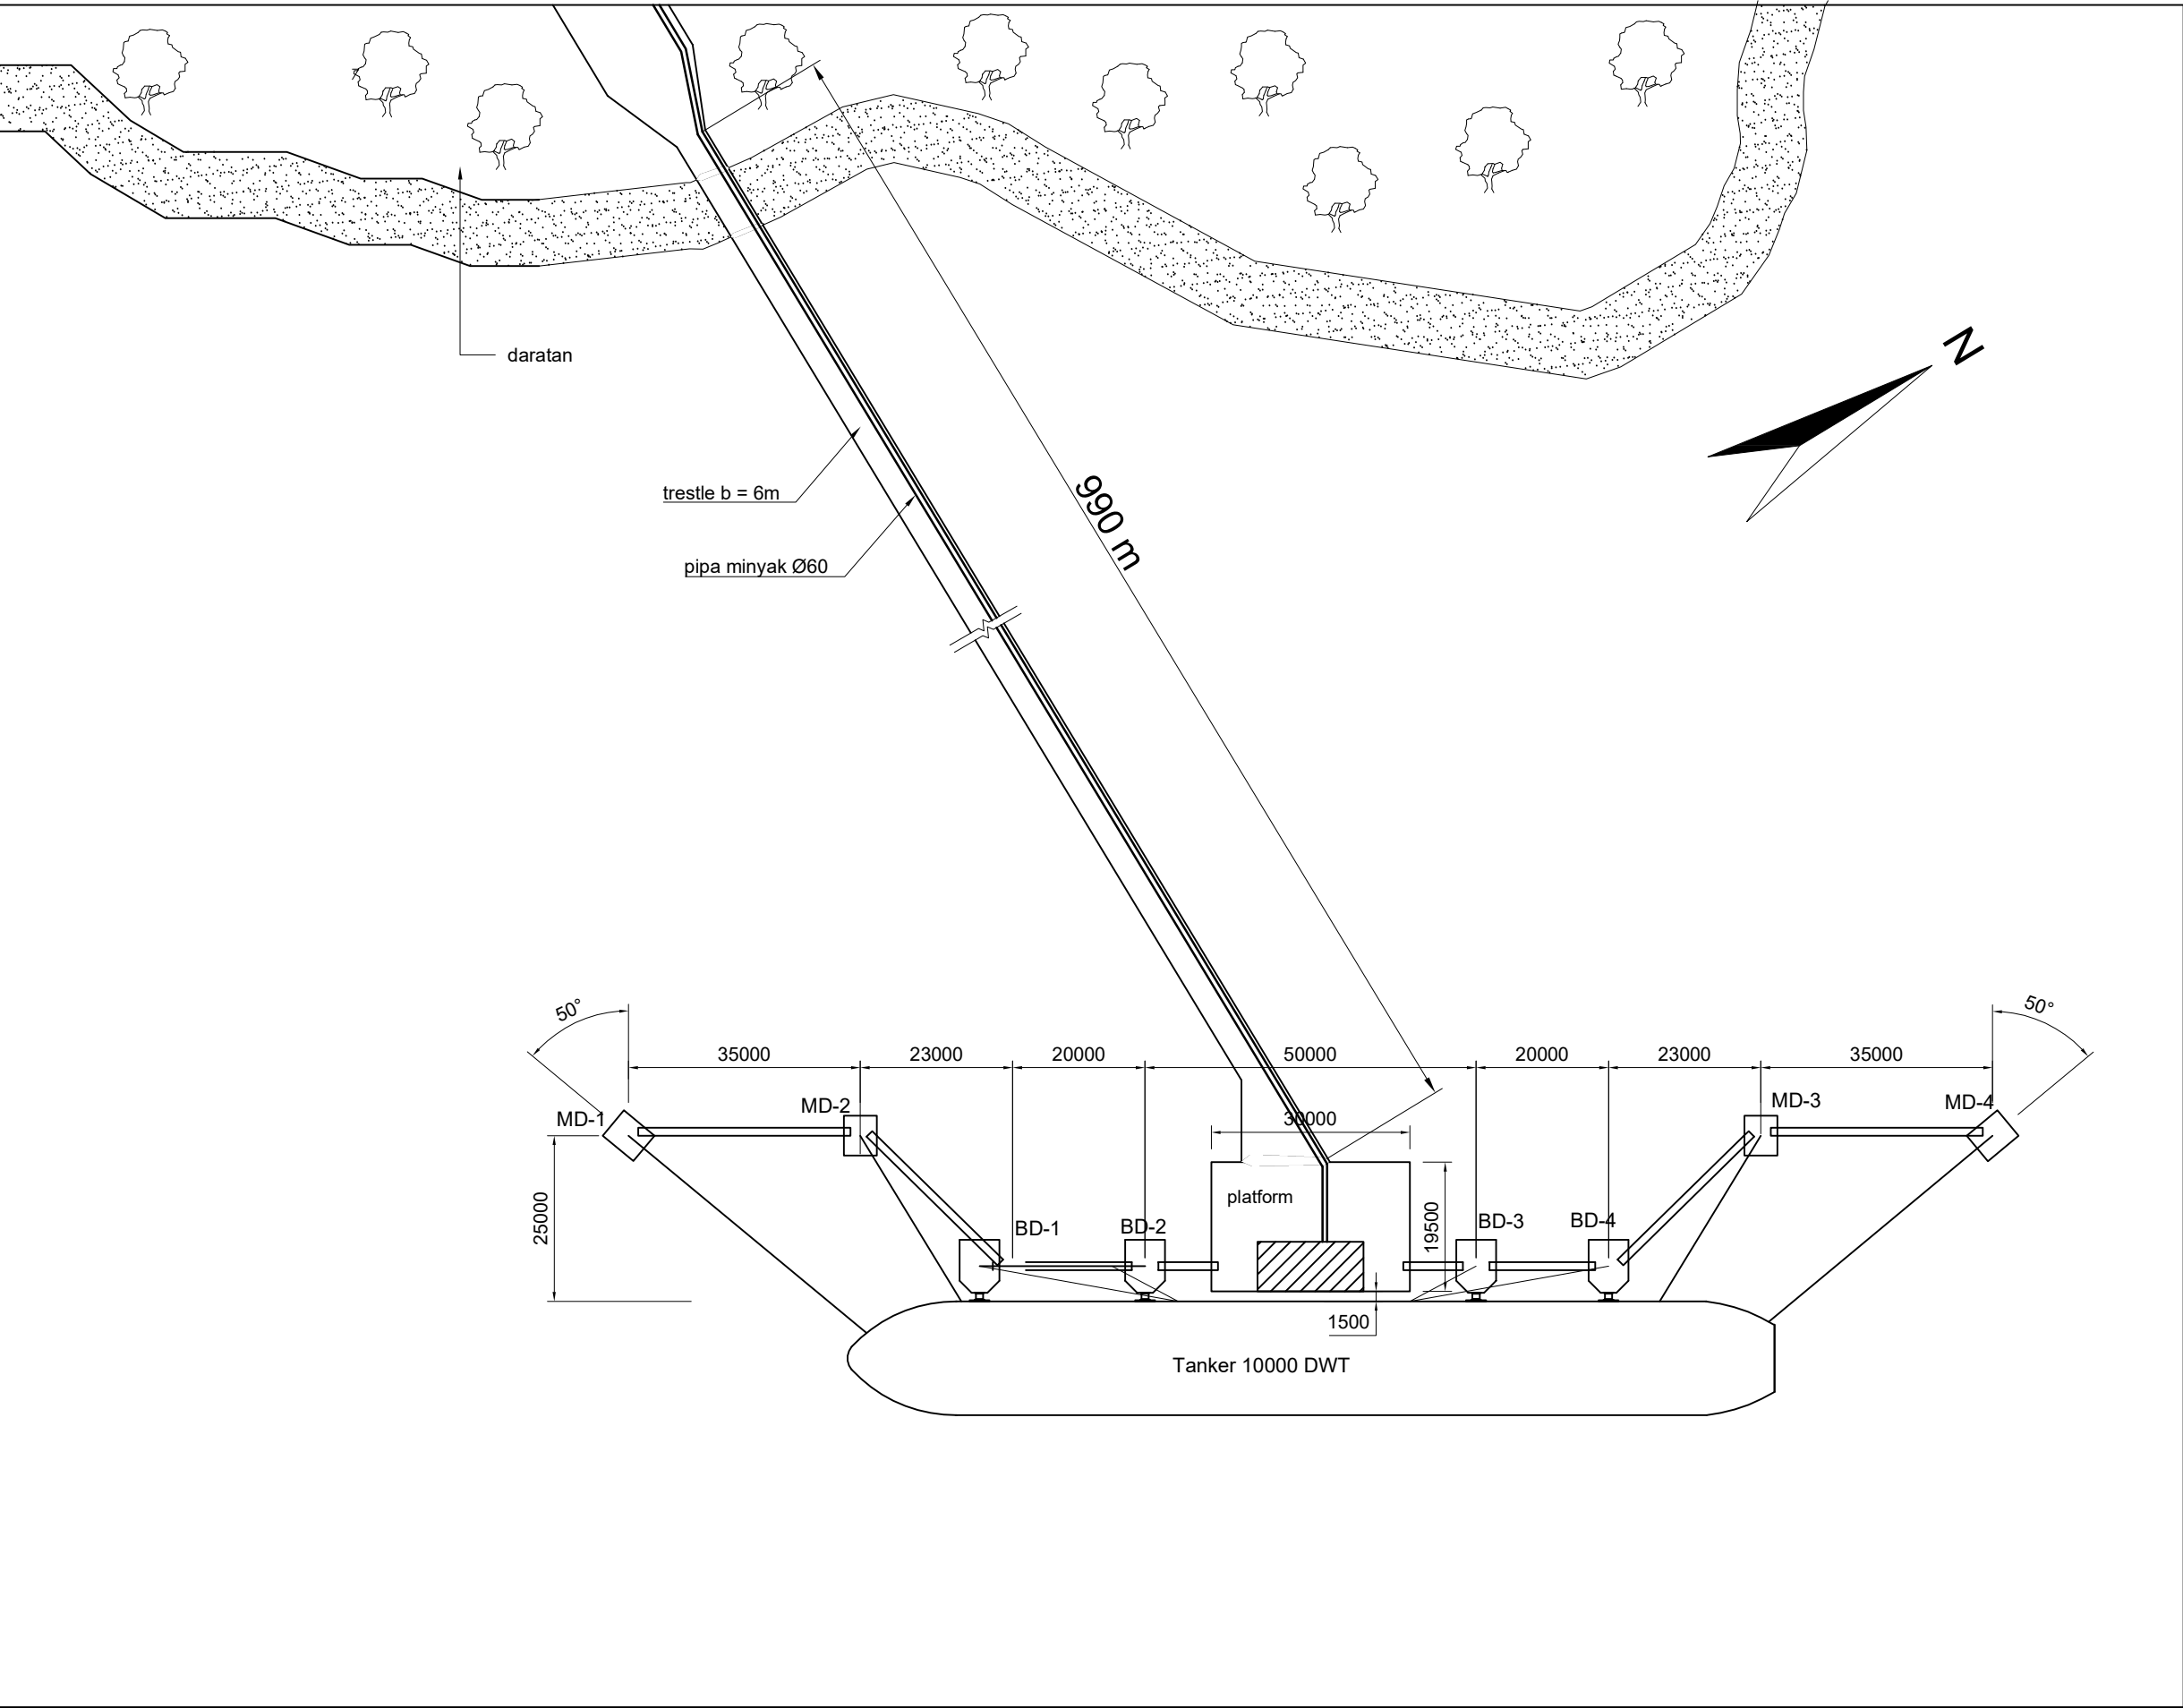 N
daratan
trestle b = 6m
pipa minyak Ø60
990 m
50°
50°
35000
23000
20000
50000
20000
23000
35000
MD-1
MD-2
MD-3
MD-4
30000
platform
25000
19500
BD-1
BD-2
BD-3
BD-4
1500
Tanker 10000 DWT